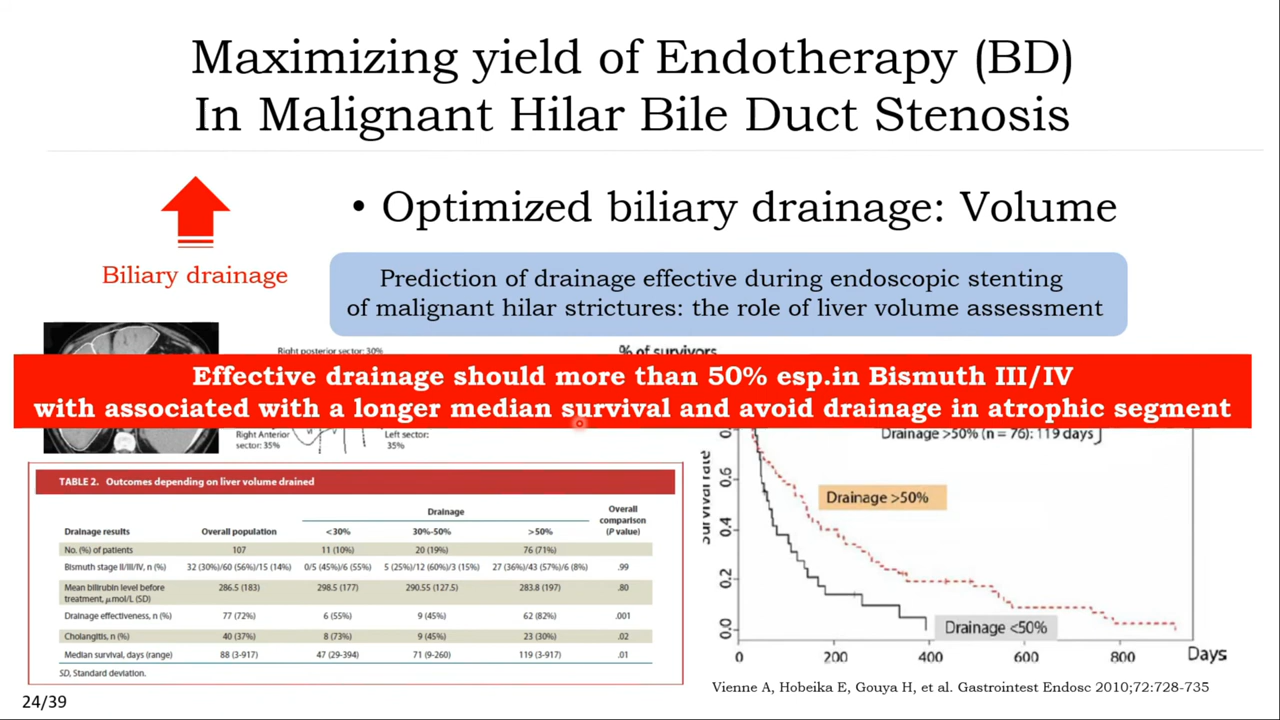 Maximizing yield of Endotherapy (BD)
In Malignant Hilar Bile Duct Stenosis
Biliary drainage
• Optimized biliary drainage: Volume
Prediction of drainage effective during endoscopic stenting
of malignant hilar strictures: the role of liver volume assessment
Right posterior sector: 30%
% of survivors
Effective drainage should more than 50% esp.in Bismuth III/IV
with associated with a longer median survival and avoid drainage in atrophic segment
Right Anterior
sector: 35%
Left sector:
35%
TABLE 2. Outcomes depending on liver volume drained
Drainage
Overall
comparison
(P value)
Drainage results Overall population <30% 30%-50% >50%
No. (%) of patients 107 11 (10%) 20 (19%) 76 (71%)
Bismuth stage II/III/IV, n (%) 32 (30%)/60 (56%)/15 (14%) 0/5 (45%)/6 (55%) 5 (25%)/12 (60%)/3 (15%) 27 (36%)/43 (57%)/6 (8%) .99
Mean bilirubin level before
treatment, μmol/L (SD) 286.5 (183) 298.5 (177) 290.55 (127.5) 283.8 (197) .80
Drainage effectiveness, n (%) 77 (72%) 6 (55%) 9 (45%) 62 (82%) .001
Cholangitis, n (%) 40 (37%) 8 (73%) 9 (45%) 23 (30%) .02
Median survival, days (range) 88 (3-917) 47 (29-394) 71 (9-260) 119 (3-917) .01
SD, Standard deviation.
Drainage >50% (n = 76): 119 days
Survival rate
0.6
0.4
0.2
0.0
Drainage >50%
Drainage <50%
0 200 400 600 800 Days
Vienne A, Hobeika E, Gouya H, et al. Gastrointest Endosc 2010;72:728-735
24/39